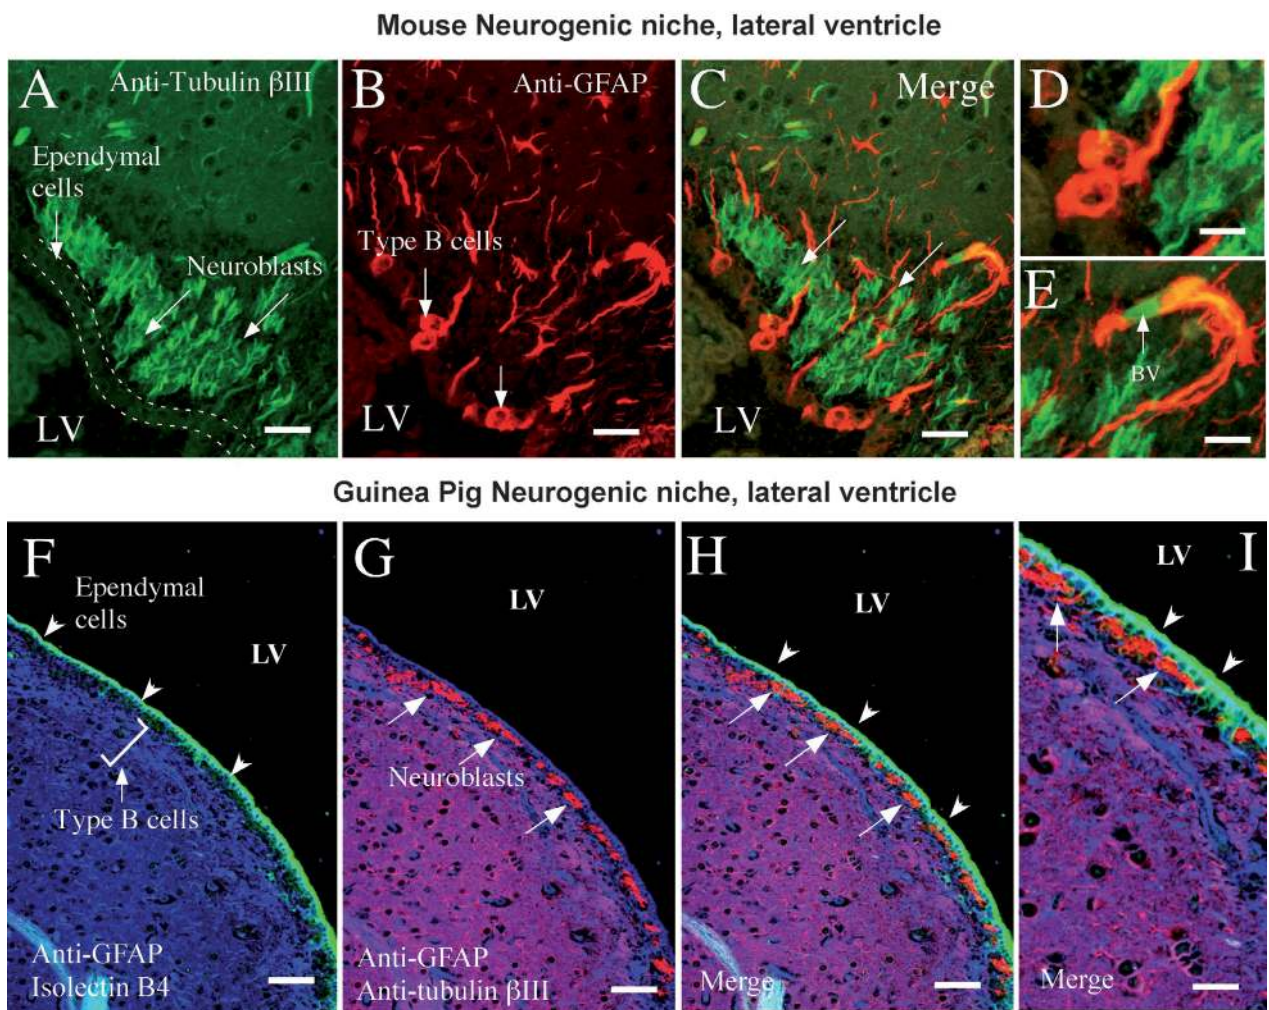 Mouse Neurogenic niche, lateral ventricle
A
Anti-Tubulin βIII
Ependymal
cells
Neuroblasts
LV
B
Anti-GFAP
Type B cells
LV
C
Merge
LV
D
E
BV
Guinea Pig Neurogenic niche, lateral ventricle
F
Ependymal
cells
LV
Type B cells
Anti-GFAP
Isolectin B4
G
LV
Neuroblasts
Anti-GFAP
Anti-tubulin βIII
H
LV
Merge
I
LV
Merge